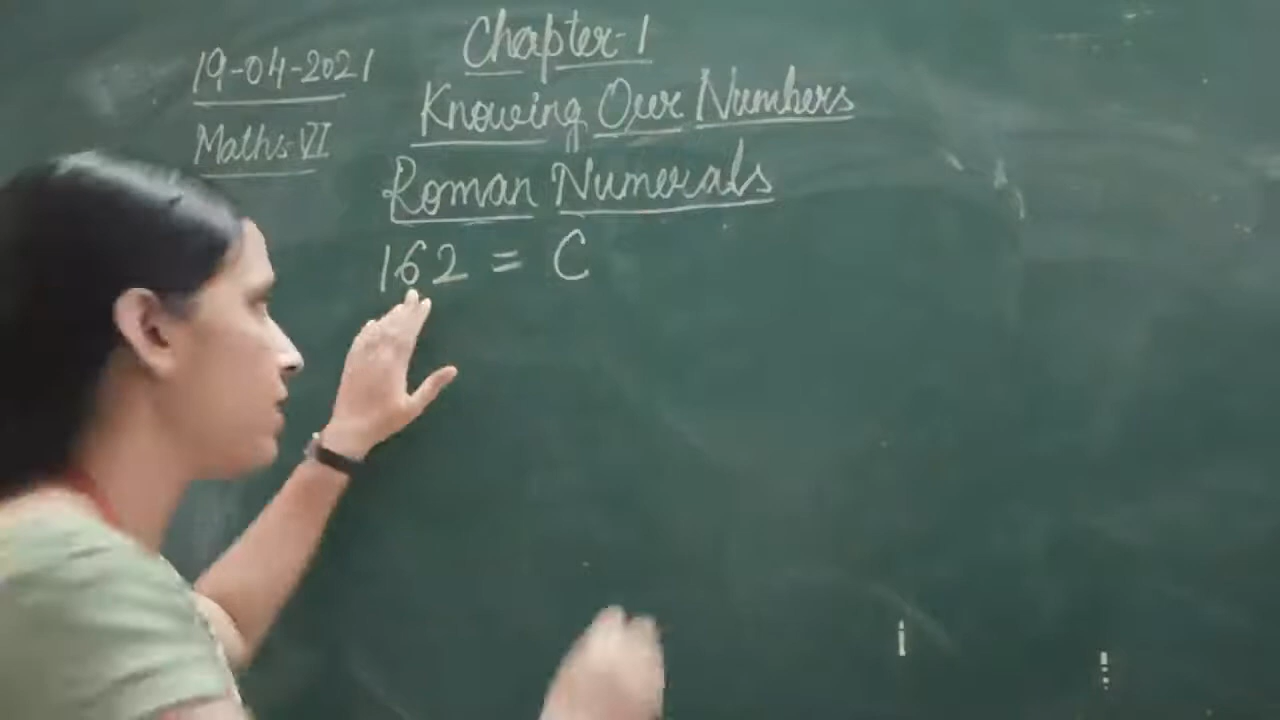 Chapter-1
19-04-2021
Knowing Our Numbers
Maths-VI
Roman Numerals
162 = C